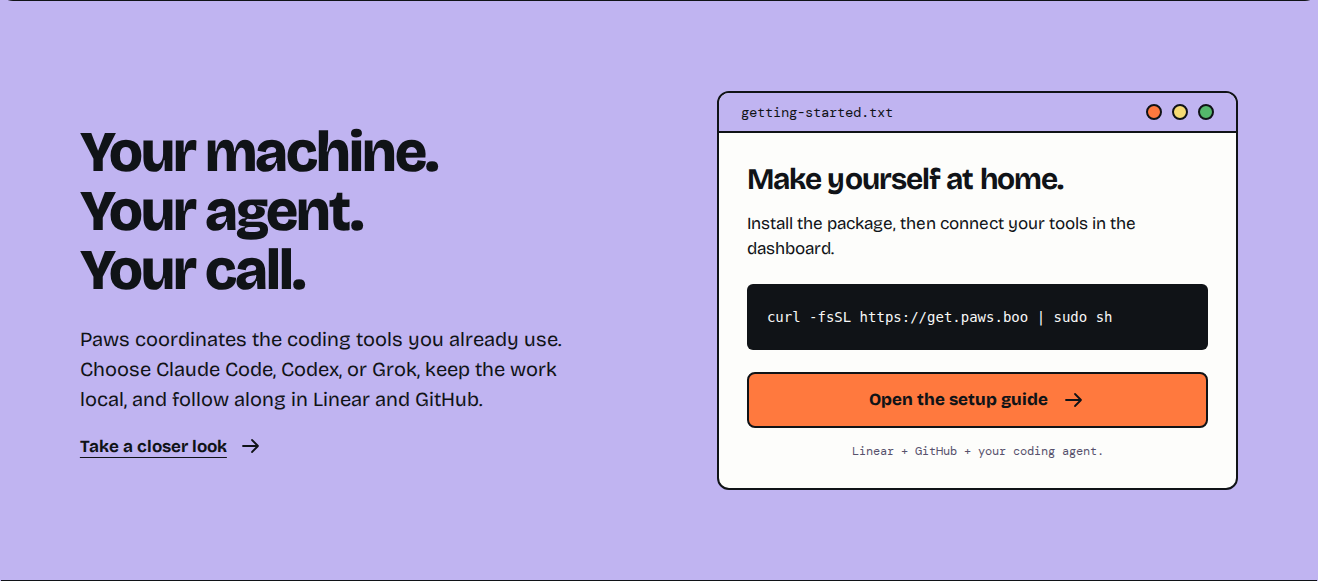 Your machine.
Your agent.
Your call.
Paws coordinates the coding tools you already use.
Choose Claude Code, Codex, or Grok, keep the work
local, and follow along in Linear and GitHub.
Take a closer look →
getting-started.txt
Make yourself at home.
Install the package, then connect your tools in the
dashboard.
curl -fsSL https://get.paws.boo | sudo sh
Open the setup guide →
Linear + GitHub + your coding agent.